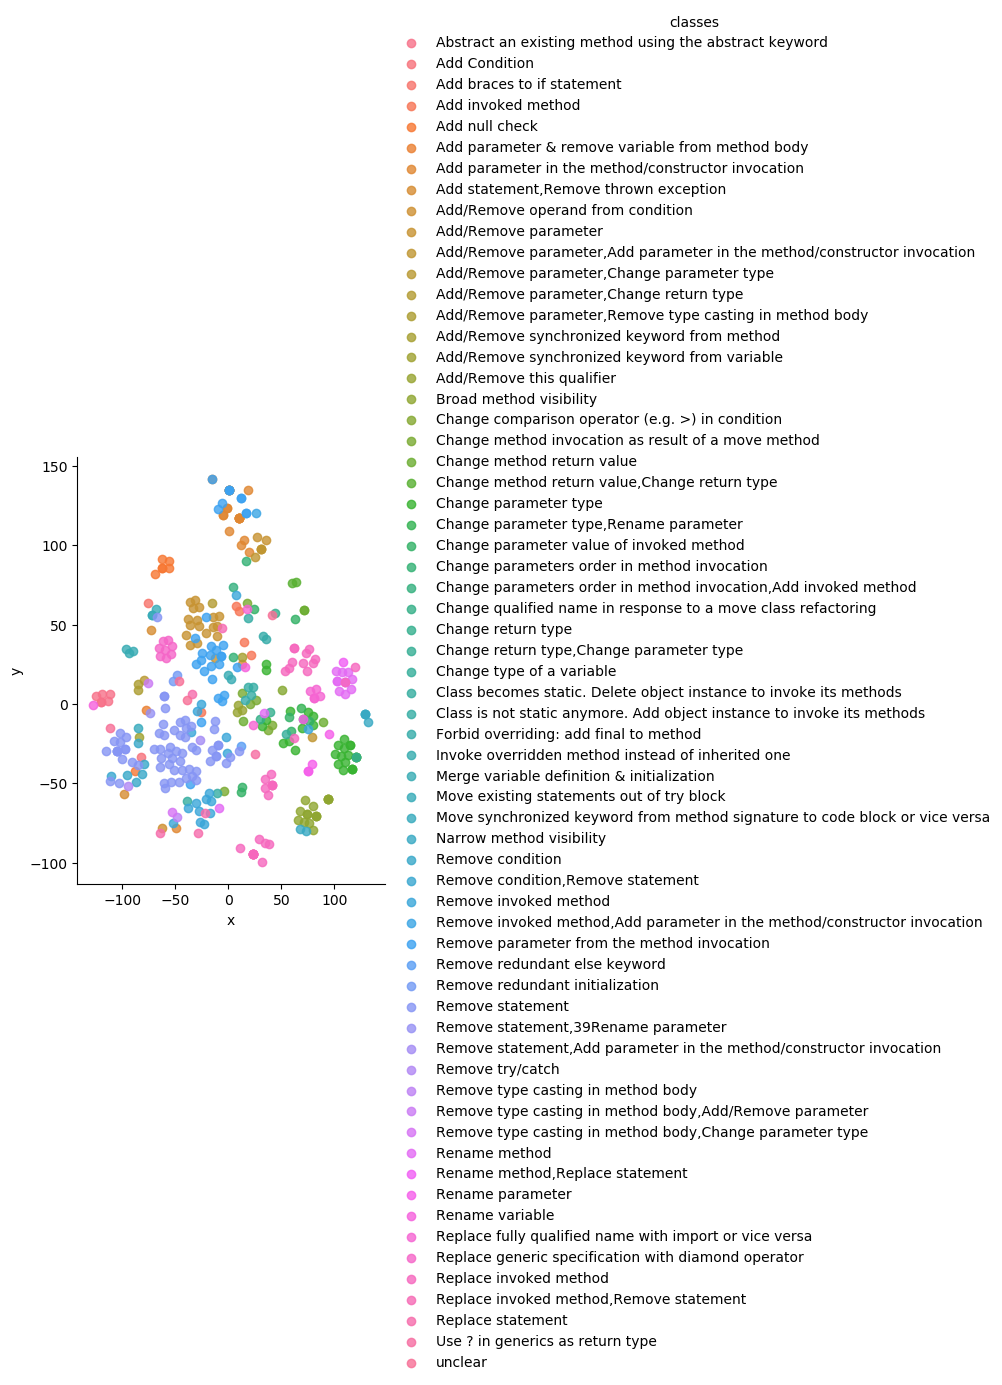 classes
Abstract an existing method using the abstract keyword
Add Condition
Add braces to if statement
Add invoked method
Add null check
Add parameter & remove variable from method body
Add parameter in the method/constructor invocation
Add statement,Remove thrown exception
Add/Remove operand from condition
Add/Remove parameter
Add/Remove parameter,Add parameter in the method/constructor invocation
Add/Remove parameter,Change parameter type
Add/Remove parameter,Change return type
Add/Remove parameter,Remove type casting in method body
Add/Remove synchronized keyword from method
Add/Remove synchronized keyword from variable
Add/Remove this qualifier
Broad method visibility
Change comparison operator (e.g. >) in condition
Change method invocation as result of a move method
Change method return value
Change method return value,Change return type
Change parameter type
Change parameter type,Rename parameter
Change parameter value of invoked method
Change parameters order in method invocation
Change parameters order in method invocation,Add invoked method
Change qualified name in response to a move class refactoring
Change return type
Change return type,Change parameter type
Change type of a variable
Class becomes static. Delete object instance to invoke its methods
Class is not static anymore. Add object instance to invoke its methods
Forbid overriding: add final to method
Invoke overridden method instead of inherited one
Merge variable definition & initialization
Move existing statements out of try block
Move synchronized keyword from method signature to code block or vice versa
Narrow method visibility
Remove condition
Remove condition,Remove statement
Remove invoked method
Remove invoked method,Add parameter in the method/constructor invocation
Remove parameter from the method invocation
Remove redundant else keyword
Remove redundant initialization
Remove statement
Remove statement,39Rename parameter
Remove statement,Add parameter in the method/constructor invocation
Remove try/catch
Remove type casting in method body
Remove type casting in method body,Add/Remove parameter
Remove type casting in method body,Change parameter type
Rename method
Rename method,Replace statement
Rename parameter
Rename variable
Replace fully qualified name with import or vice versa
Replace generic specification with diamond operator
Replace invoked method
Replace invoked method,Remove statement
Replace statement
Use ? in generics as return type
unclear
150
100
50
0
−50
−100
y
−100 −50 0 50 100
x